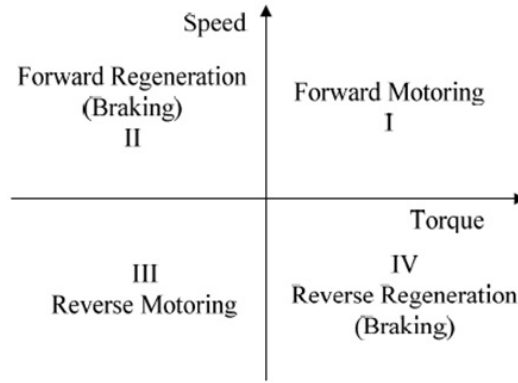 Speed
Forward Regeneration
(Braking)
II
Forward Motoring
I
Torque
III
Reverse Motoring
IV
Reverse Regeneration
(Braking)